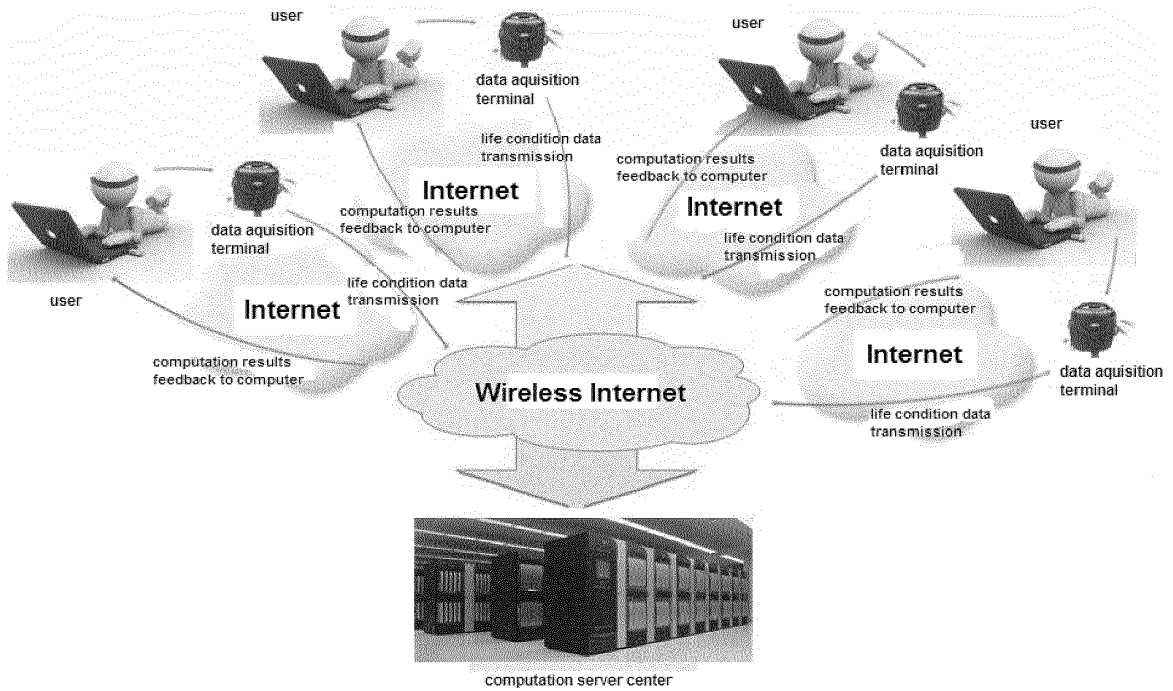 user
data aquisition
terminal
life condition data
transmission
Internet
computation results
feedback to computer
user
data aquisition
terminal
computation results
feedback to computer
Internet
life condition data
transmission
user
data aquisition
terminal
life condition data
transmission
Internet
user
computation results
feedback to computer
user
computation results
feedback to computer
Internet
data aquisition
terminal
life condition data
transmission
Wireless Internet
computation server center